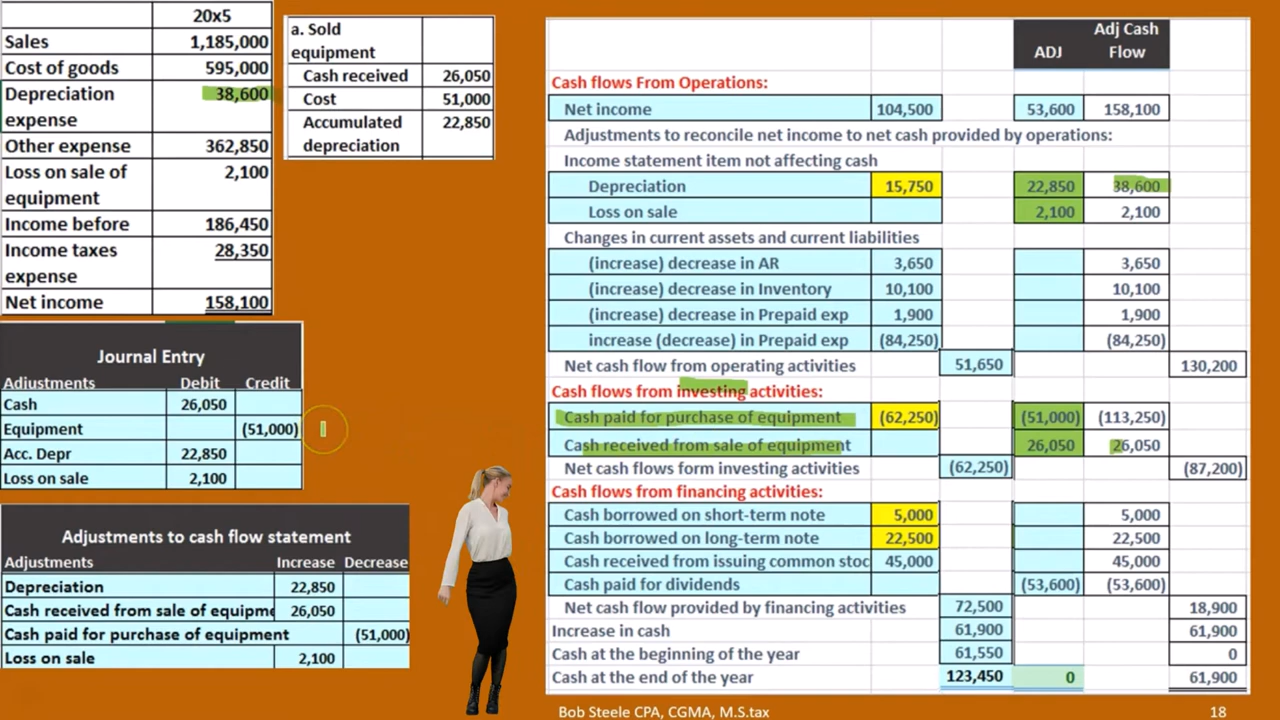 20x5
Sales 1,185,000
Cost of goods 595,000
Depreciation 38,600
expense
Other expense 362,850
Loss on sale of 2,100
equipment
Income before 186,450
Income taxes 28,350
expense
Net income 158,100
a. Sold
equipment
Cash received 26,050
Cost 51,000
Accumulated 22,850
depreciation
Journal Entry
Adjustments Debit Credit
Cash 26,050
Equipment (51,000)
Acc. Depr 22,850
Loss on sale 2,100
Adjustments to cash flow statement
Adjustments Increase Decrease
Depreciation 22,850
Cash received from sale of equipme 26,050
Cash paid for purchase of equipment (51,000)
Loss on sale 2,100
Adj Cash
ADJ Flow
Cash flows From Operations:
Net income 104,500 53,600 158,100
Adjustments to reconcile net income to net cash provided by operations:
Income statement item not affecting cash
Depreciation 15,750 22,850 38,600
Loss on sale 2,100 2,100
Changes in current assets and current liabilities
(increase) decrease in AR 3,650 3,650
(increase) decrease in Inventory 10,100 10,100
(increase) decrease in Prepaid exp 1,900 1,900
increase (decrease) in Prepaid exp (84,250) (84,250)
Net cash flow from operating activities 51,650 130,200
Cash flows from investing activities:
Cash paid for purchase of equipment (62,250) (51,000) (113,250)
Cash received from sale of equipment 26,050 26,050
Net cash flows form investing activities (62,250) (87,200)
Cash flows from financing activities:
Cash borrowed on short-term note 5,000 5,000
Cash borrowed on long-term note 22,500 22,500
Cash received from issuing common stoc 45,000 45,000
Cash paid for dividends (53,600) (53,600)
Net cash flow provided by financing activities 72,500 18,900
Increase in cash 61,900 61,900
Cash at the beginning of the year 61,550 0
Cash at the end of the year 123,450 0 61,900
Bob Steele CPA, CGMA, M.S.tax 18